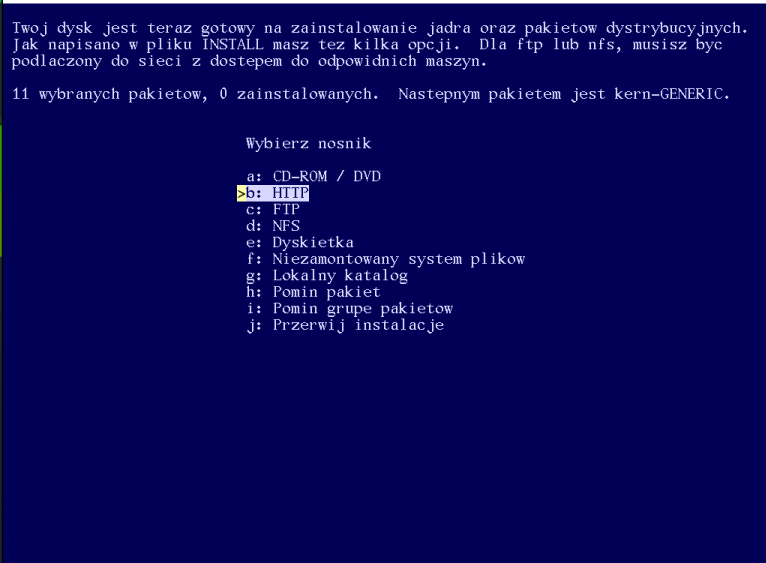 Twoj dysk jest teraz gotowy na zainstalowanie jadra oraz pakietow dystrybucyjnych.
Jak napisano w pliku INSTALL masz tez kilka opcji.  Dla ftp lub nfs, musisz byc
podlaczony do sieci z dostepem do odpowidnich maszyn.
11 wybranych pakietow, 0 zainstalowanych.  Nastepnym pakietem jest kern-GENERIC.
Wybierz nosnik
a: CD-ROM / DVD
>b: HTTP
c: FTP
d: NFS
e: Dyskietka
f: Niezamontowany system plikow
g: Lokalny katalog
h: Pomin pakiet
i: Pomin grupe pakietow
j: Przerwij instalacje